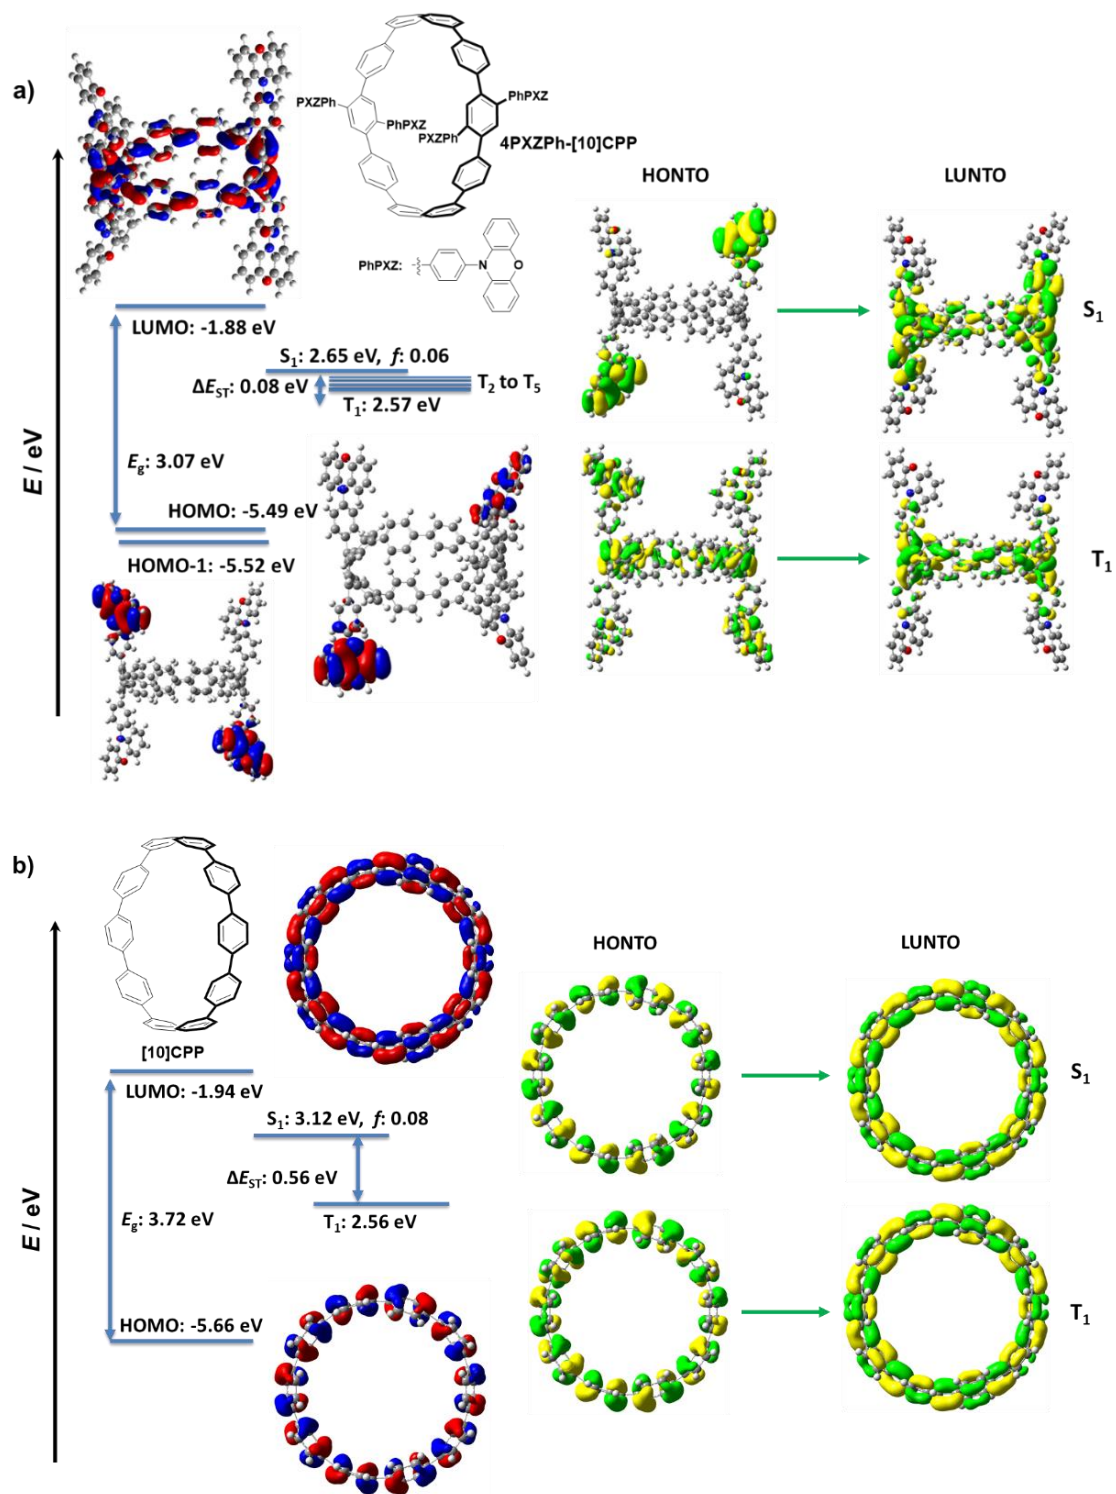 a)
PXZPh
PhPXZ
PhPXZ
PXZPh
4PXZPh-[10]CPP
PhPXZ:
N
O
HONTO
LUNTO
S1
LUMO: -1.88 eV
S1: 2.65 eV, f: 0.06
ΔEST: 0.08 eV
T2 to T5
T1: 2.57 eV
E / eV
Eg: 3.07 eV
HOMO: -5.49 eV
HOMO-1: -5.52 eV
T1
b)
[10]CPP
HONTO
LUNTO
LUMO: -1.94 eV
S1: 3.12 eV, f: 0.08
S1
ΔEST: 0.56 eV
E / eV
Eg: 3.72 eV
T1: 2.56 eV
HOMO: -5.66 eV
T1